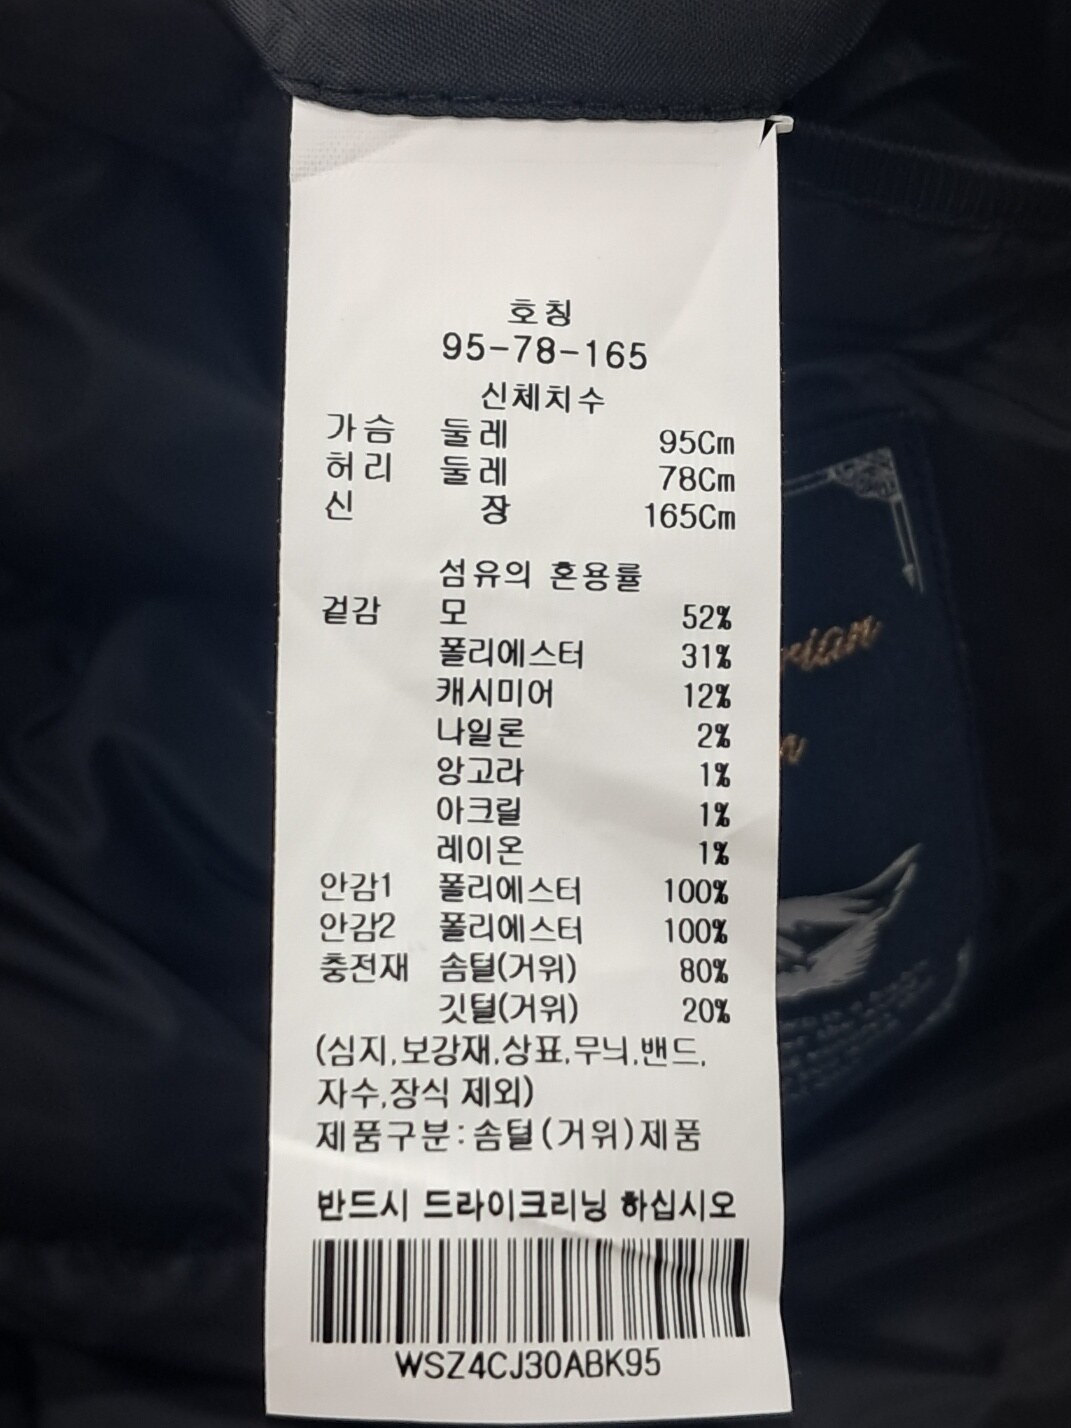 호칭
95-78-165
신체치수
가슴 둘레 95Cm
허리 둘레 78Cm
신 장 165Cm
섬유의 혼용률
겉감 모 52%
폴리에스터 31%
캐시미어 12%
나일론 2%
앙고라 1%
아크릴 1%
레이온 1%
안감1 폴리에스터 100%
안감2 폴리에스터 100%
충전재 솜털(거위) 80%
깃털(거위) 20%
(심지,보강재,상표,무늬,밴드,
자수,장식 제외)
제품구분:솜털(거위)제품
반드시 드라이크리닝 하십시오
WSZ4CJ30ABK95